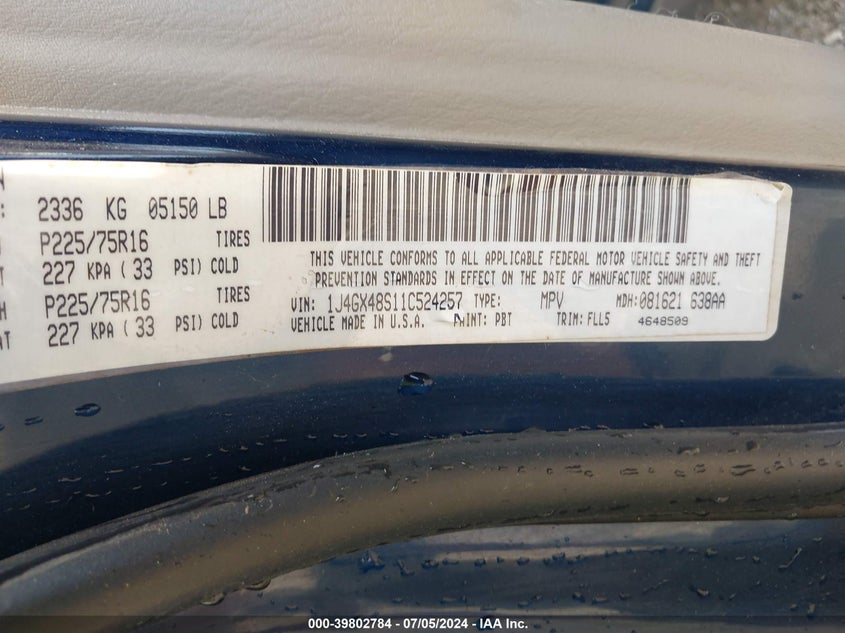 2336 KG 05150 LB
P225/75R16 TIRES
227 KPA ( 33 PSI) COLD
P225/75R16 TIRES
227 KPA ( 33 PSI) COLD
THIS VEHICLE CONFORMS TO ALL APPLICABLE FEDERAL MOTOR VEHICLE SAFETY AND THEFT
PREVENTION STANDARDS IN EFFECT ON THE DATE OF MANUFACTURE SHOWN ABOVE.
VIN: 1J4GX48S11C524257 TYPE: MPV MDH: 081621 638AA
VEHICLE MADE IN U.S.A. PAINT: PBT TRIM: FLL5 4648509
000-39802784 / 07/05/2024 - IAA Inc.